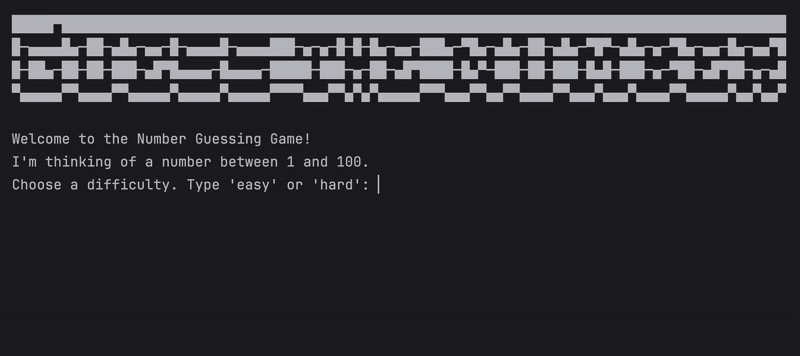 Welcome to the Number Guessing Game!
I'm thinking of a number between 1 and 100.
Choose a difficulty. Type 'easy' or 'hard':